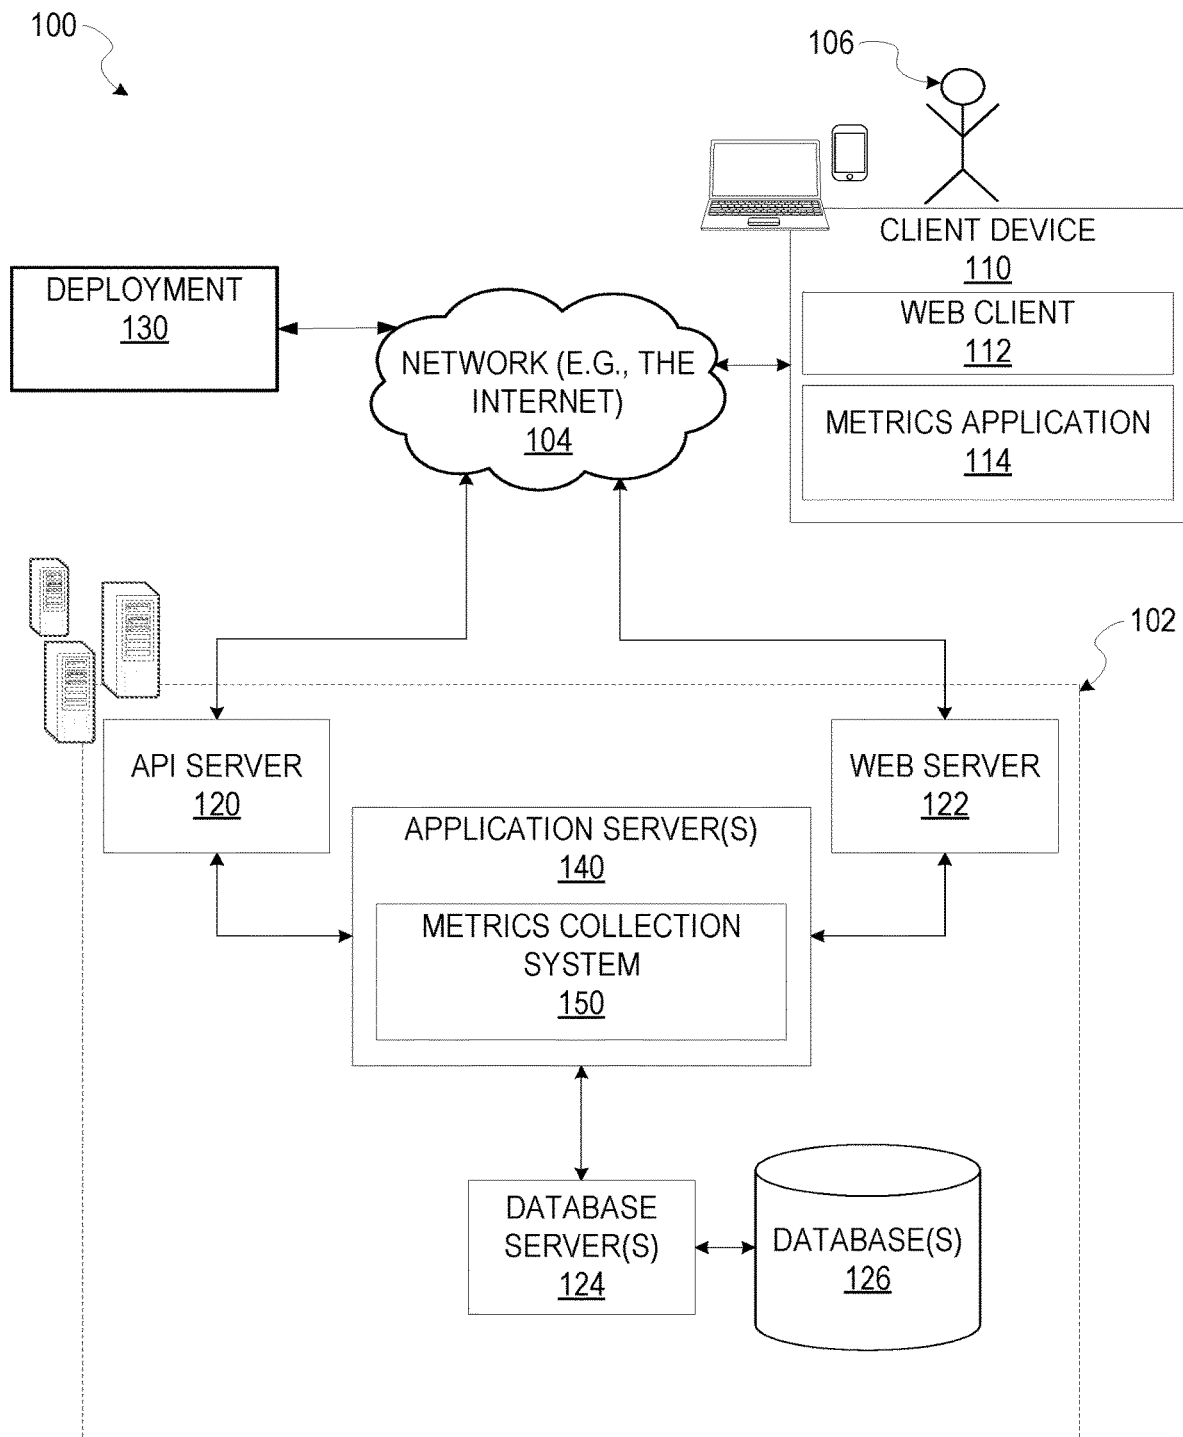 100
106
CLIENT DEVICE
110
WEB CLIENT
112
METRICS APPLICATION
114
DEPLOYMENT
130
NETWORK (E.G., THE
INTERNET)
104
102
API SERVER
120
WEB SERVER
122
APPLICATION SERVER(S)
140
METRICS COLLECTION
SYSTEM
150
DATABASE
SERVER(S)
124
DATABASE(S)
126